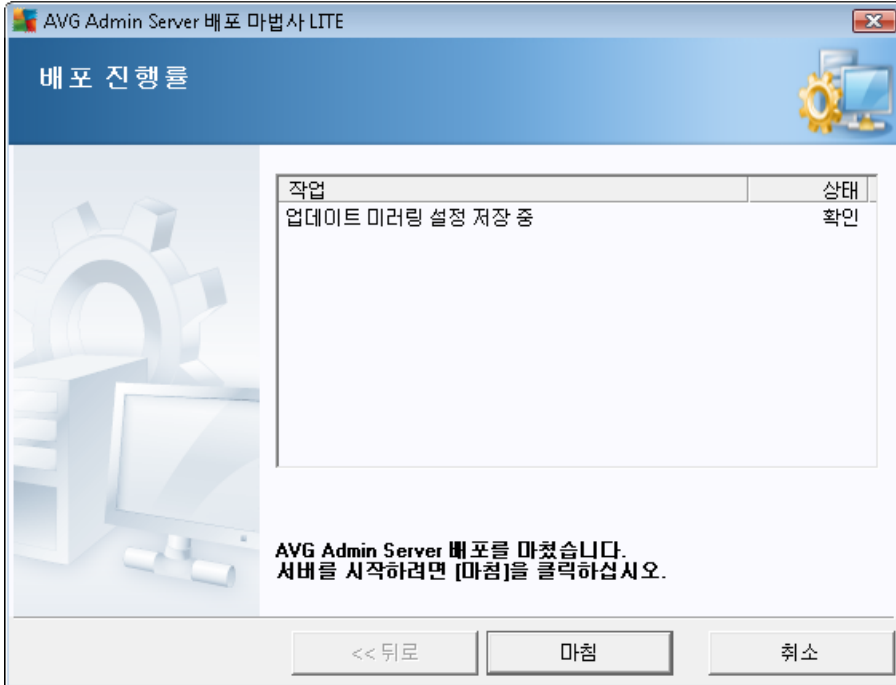 AVG Admin Server 배포 마법사 LITE
배포 진행률
작업 상태
업데이트 미러링 설정 저장 중 확인
AVG Admin Server 배포를 마쳤습니다.
서버를 시작하려면 [마침]을 클릭하십시오.
<< 뒤로 마침 취소